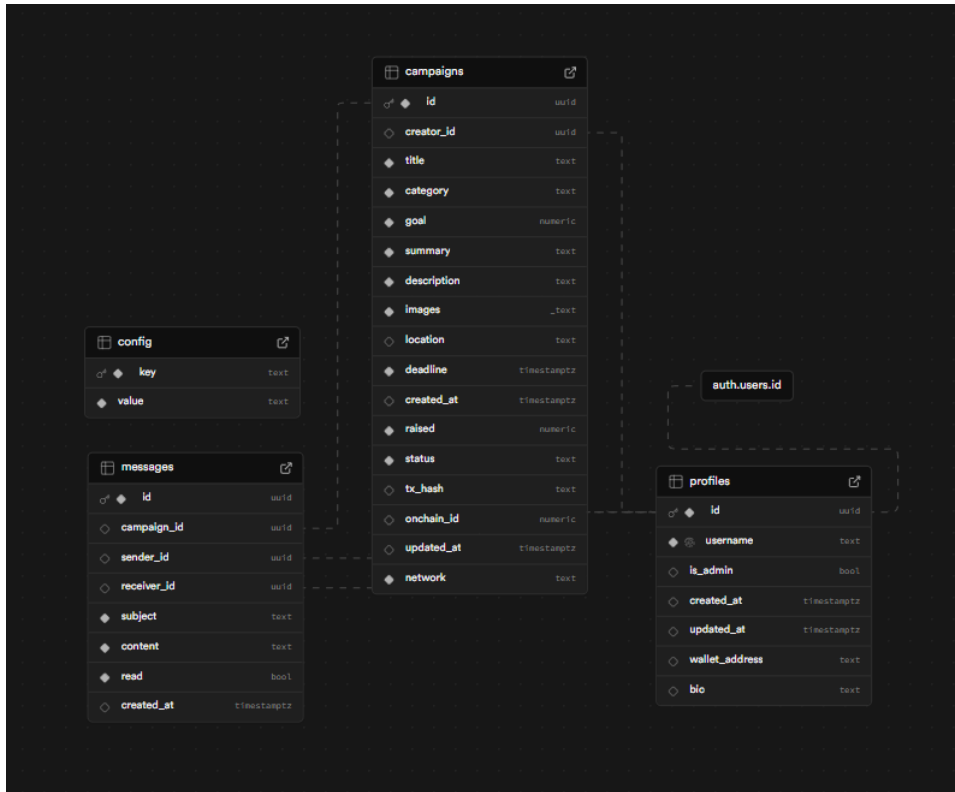 campaigns
id uuid
creator_id uuid
title text
category text
goal numeric
summary text
description text
images _text
location text
deadline timestamptz
created_at timestamptz
raised numeric
status text
tx_hash text
onchain_id numeric
updated_at timestamptz
network text
config
key text
value text
messages
id uuid
campaign_id uuid
sender_id uuid
receiver_id uuid
subject text
content text
read bool
created_at timestamptz
auth.users.id
profiles
id uuid
username text
is_admin bool
created_at timestamptz
updated_at timestamptz
wallet_address text
bio text